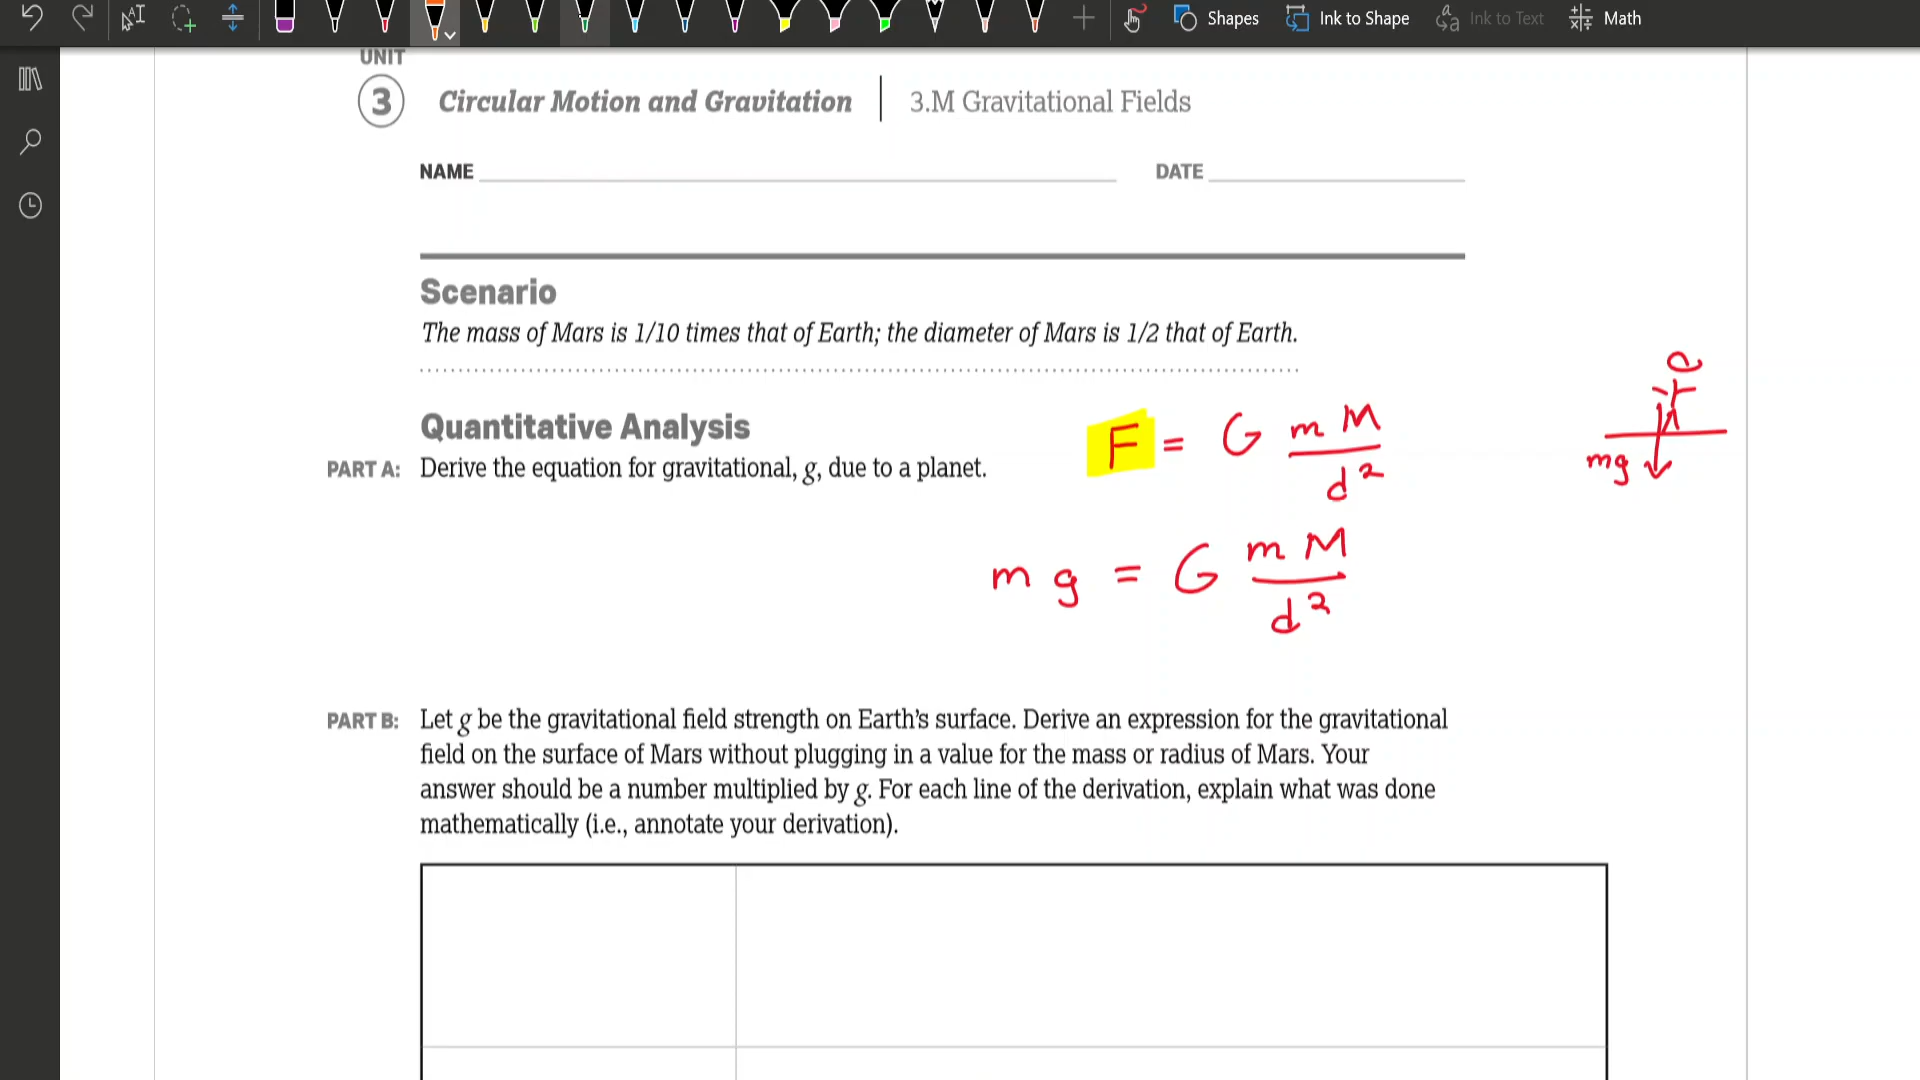 Shapes Ink to Shape Ink to Text Math
UNIT
3 Circular Motion and Gravitation 3.M Gravitational Fields
NAME DATE
Scenario
The mass of Mars is 1/10 times that of Earth; the diameter of Mars is 1/2 that of Earth.
Quantitative Analysis
PART A: Derive the equation for gravitational, g, due to a planet.
F = G mM/d²
mg
mg = G mM/d²
PART B: Let g be the gravitational field strength on Earth's surface. Derive an expression for the gravitational
field on the surface of Mars without plugging in a value for the mass or radius of Mars. Your
answer should be a number multiplied by g. For each line of the derivation, explain what was done
mathematically (i.e., annotate your derivation).